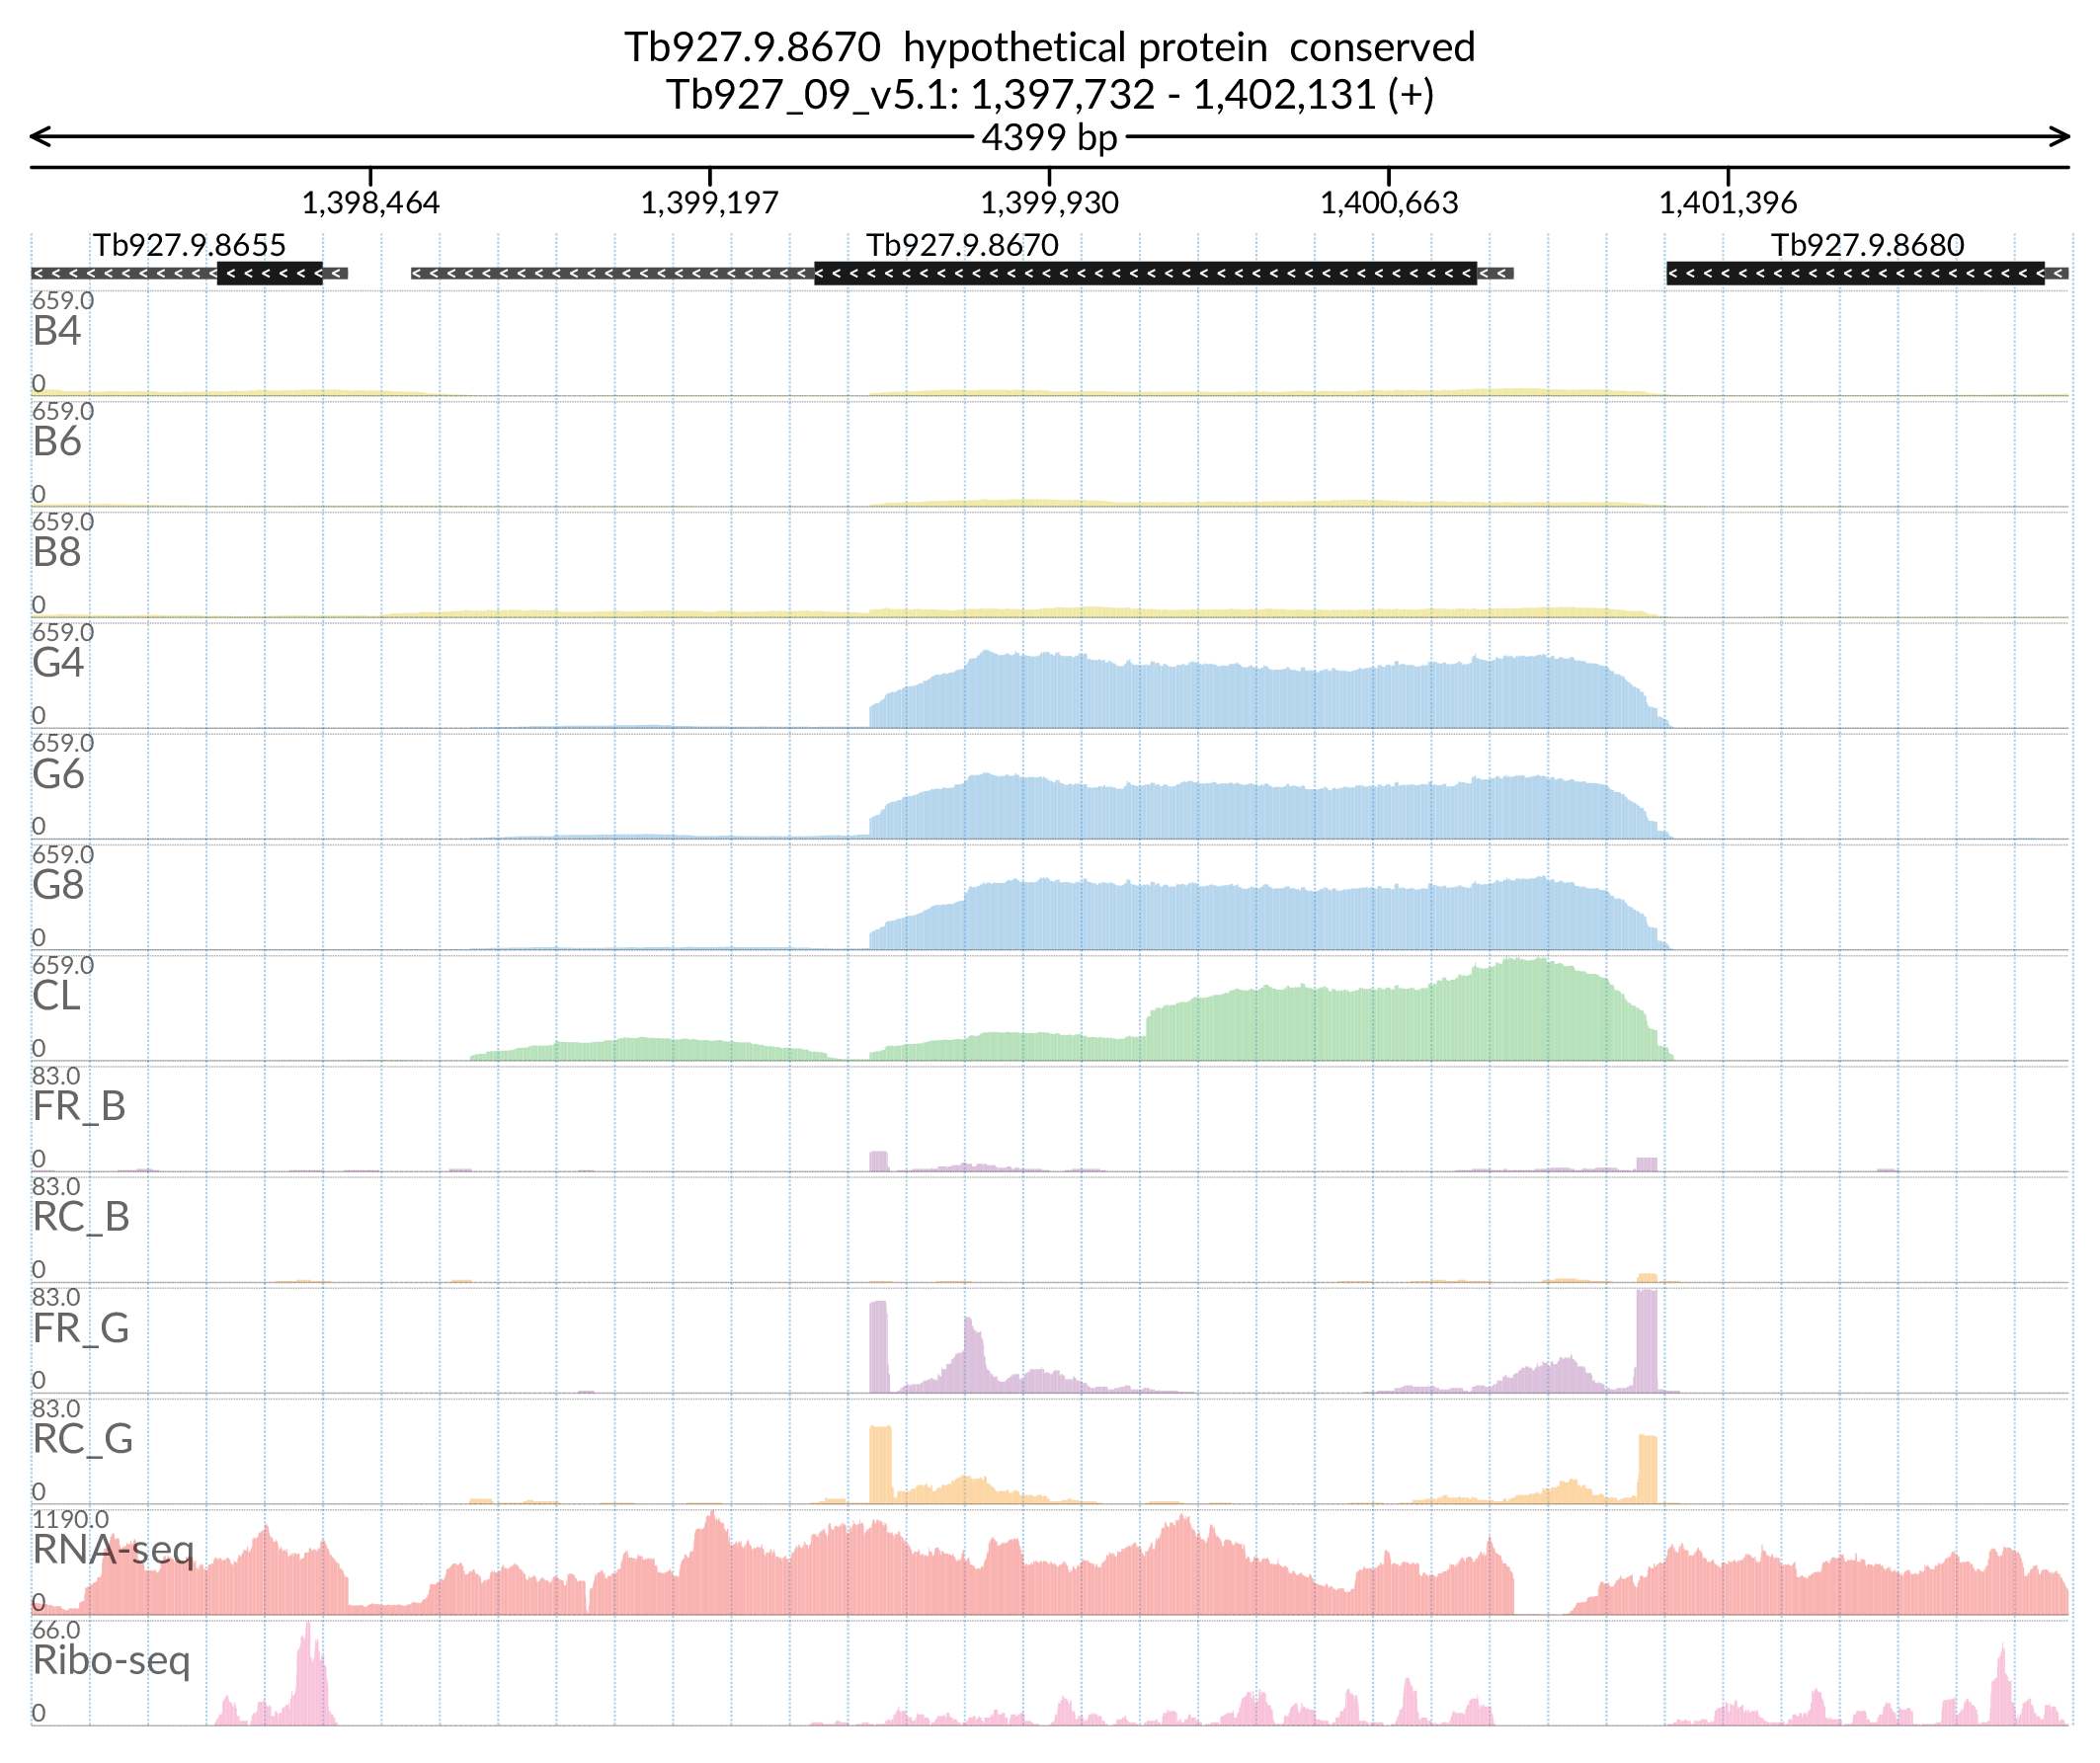 Tb927.9.8670  hypothetical protein  conserved
Tb927_09_v5.1: 1,397,732 - 1,402,131 (+)
4399 bp
1,398,464 1,399,197 1,399,930 1,400,663 1,401,396
Tb927.9.8655 Tb927.9.8670 Tb927.9.8680
659.0
B4
0
659.0
B6
0
659.0
B8
0
659.0
G4
0
659.0
G6
0
659.0
G8
0
659.0
CL
0
83.0
FR_B
0
83.0
RC_B
0
83.0
FR_G
0
83.0
RC_G
0
1190.0
RNA-seq
0
66.0
Ribo-seq
0